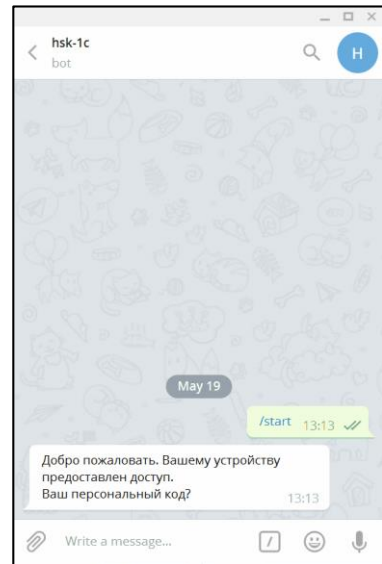 hsk-1c
bot
H
May 19
/start 13:13
Добро пожаловать. Вашему устройству
предоставлен доступ.
Ваш персональный код?
13:13
Write a message...